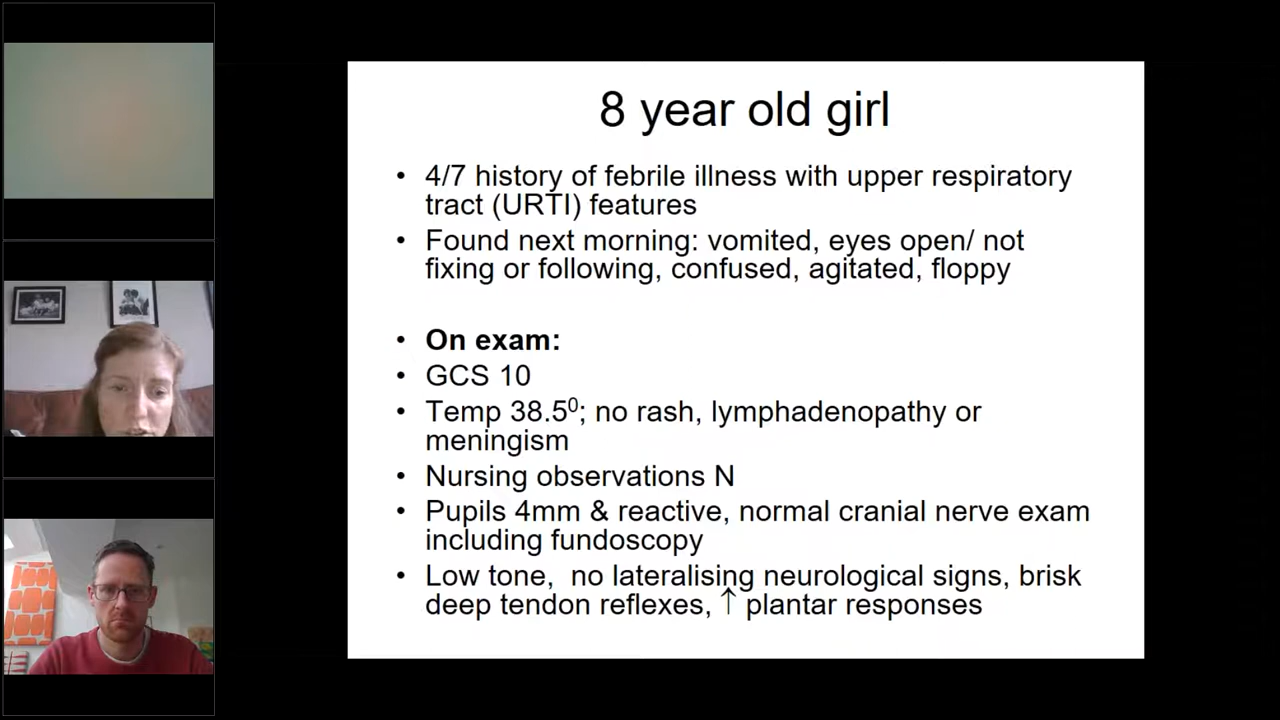 8 year old girl
• 4/7 history of febrile illness with upper respiratory
tract (URTI) features
• Found next morning: vomited, eyes open/ not
fixing or following, confused, agitated, floppy
• On exam:
• GCS 10
• Temp 38.5⁰; no rash, lymphadenopathy or
meningism
• Nursing observations N
• Pupils 4mm & reactive, normal cranial nerve exam
including fundoscopy
• Low tone,  no lateralising neurological signs, brisk
deep tendon reflexes, ↑ plantar responses